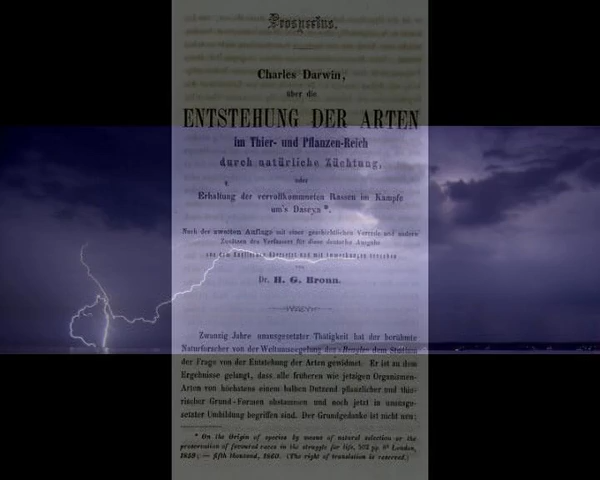 Prospectus.
Charles Darwin,
über die
ENTSTEHUNG DER ARTEN
im Thier- und Pflanzen-Reich
durch natürliche Züchtung,
oder
Erhaltung der vervollkommneten Rassen im Kampfe
um's Daseyn *.
Nach der zweiten Auflage mit einer geschichtlichen Vorrede und andern
Zusätzen des Verfassers für diese deutsche Ausgabe
aus dem Englischen übersetzt und mit Anmerkungen versehen
von
Dr. H. G. Bronn.
Zwanzig Jahre unausgesetzter Thätigkeit hat der berühmte
Naturforscher von der Weltumsegelung des »Beagle« dem Studium
der Frage von der Entstehung der Arten gewidmet. Er ist zu dem
Ergebnisse gelangt, dass alle früheren wie jetzigen Organismen-
Arten von höchstens einem halben Dutzend pflanzlicher und thie-
rischer Grund-Formen abstammen und noch jetzt in unausge-
setzter Umbildung begriffen sind. Der Grundgedanke ist nicht neu;
* On the Origin of species by means of natural selection or the
preservation of favoured races in the struggle for life, 502 pp. 8° London,
1859; — fifth thousand, 1860. (The right of translation is reserved.)